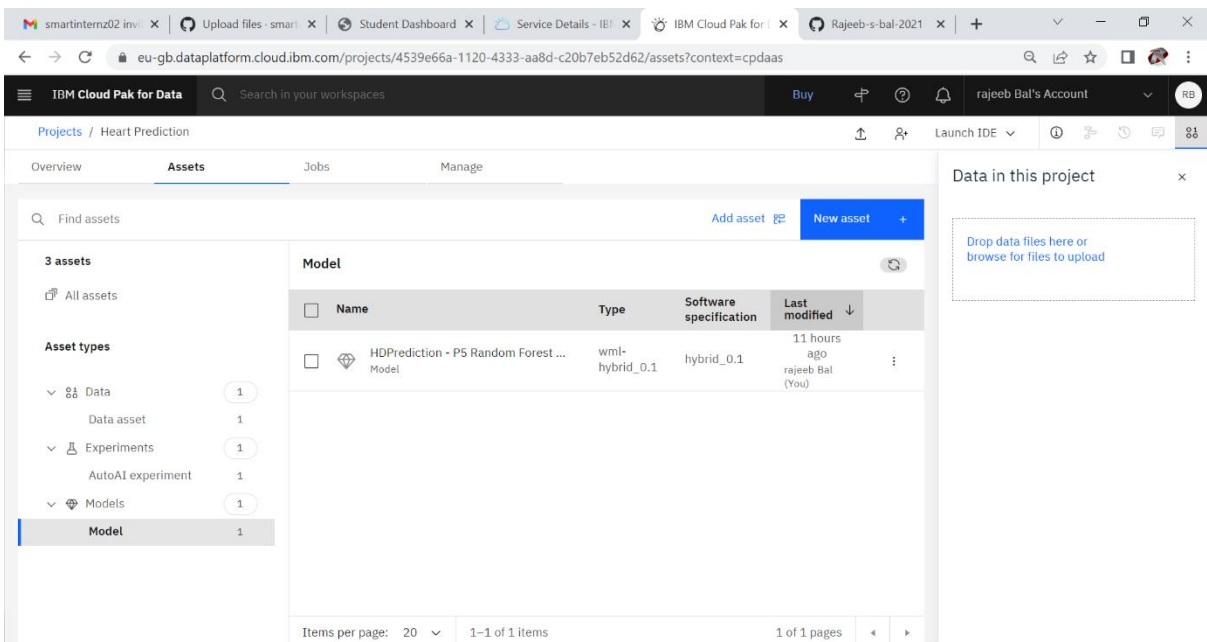 smartinternz02 invi
Upload files · smart
Student Dashboard
Service Details - IBM
IBM Cloud Pak for D
Rajeeb-s-bal-2021
eu-gb.dataplatform.cloud.ibm.com/projects/4539e66a-1120-4333-aa8d-c20b7eb52d62/assets?context=cpdaas
IBM Cloud Pak for Data
Search in your workspaces
Buy
rajeeb Bal's Account
RB
Projects / Heart Prediction
Launch IDE
Overview
Assets
Jobs
Manage
Data in this project
Find assets
Add asset
New asset +
Drop data files here or
browse for files to upload
3 assets
All assets
Asset types
Data 1
Data asset 1
Experiments 1
AutoAI experiment 1
Models 1
Model 1
Model
Name
Type
Software
specification
Last
modified
HDPrediction - P5 Random Forest ...
Model
wml-
hybrid_0.1
hybrid_0.1
11 hours
ago
rajeeb Bal
(You)
Items per page: 20
1–1 of 1 items
1 of 1 pages